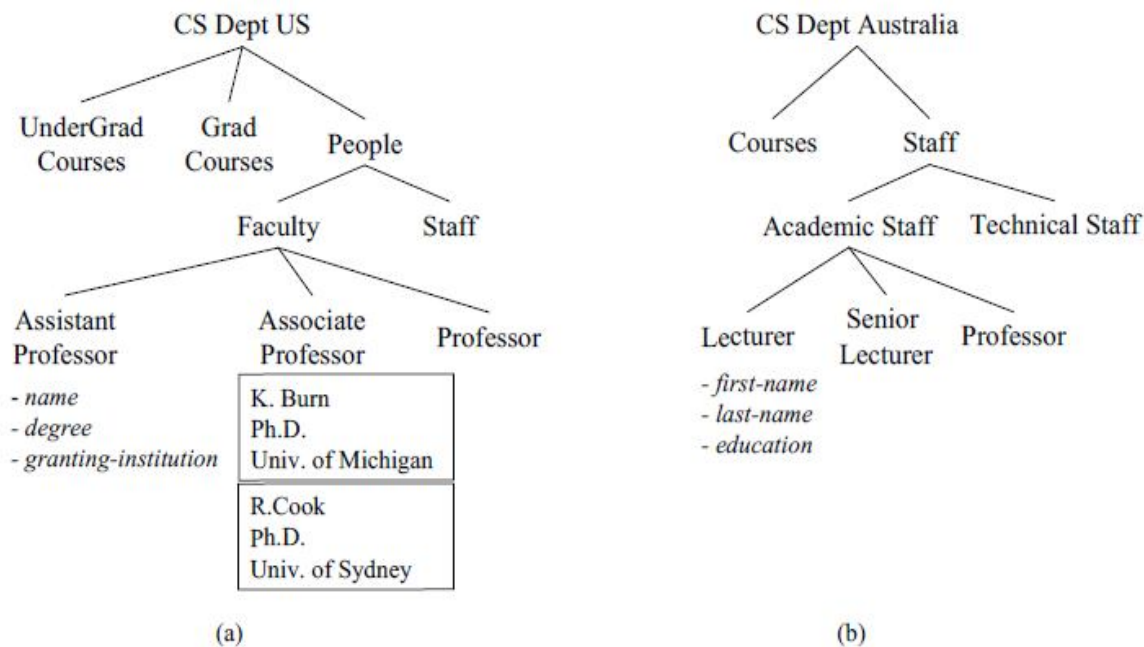 CS Dept US
UnderGrad
Courses
Grad
Courses
People
Faculty
Staff
Assistant
Professor
Associate
Professor
Professor
- name
- degree
- granting-institution
K. Burn
Ph.D.
Univ. of Michigan
R.Cook
Ph.D.
Univ. of Sydney
(a)
CS Dept Australia
Courses
Staff
Academic Staff
Technical Staff
Lecturer
Senior
Lecturer
Professor
- first-name
- last-name
- education
(b)